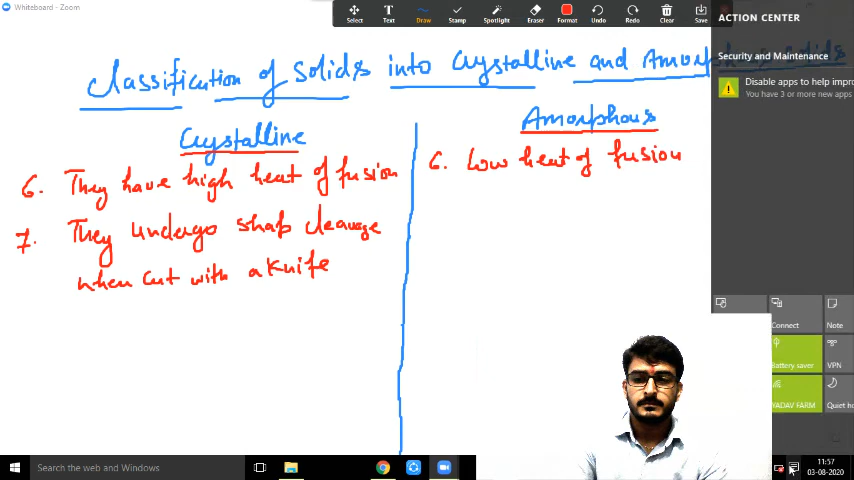 Whiteboard - Zoom
Select
Text
Draw
Stamp
Spotlight
Eraser
Format
Undo
Redo
Clear
Save
ACTION CENTER
Security and Maintenance
Disable apps to help impro
You have 3 or more new apps
Classification of Solids into Crystalline and Amorphous Solids
Crystalline
6. They have high heat of fusion
7. They undergo shap cleavage
when cut with a knife
Amorphous
6. Low heat of fusion
Connect
Note
Battery saver
VPN
YADAV FARM
Quiet ho
Search the web and Windows
11:57
03-08-2020